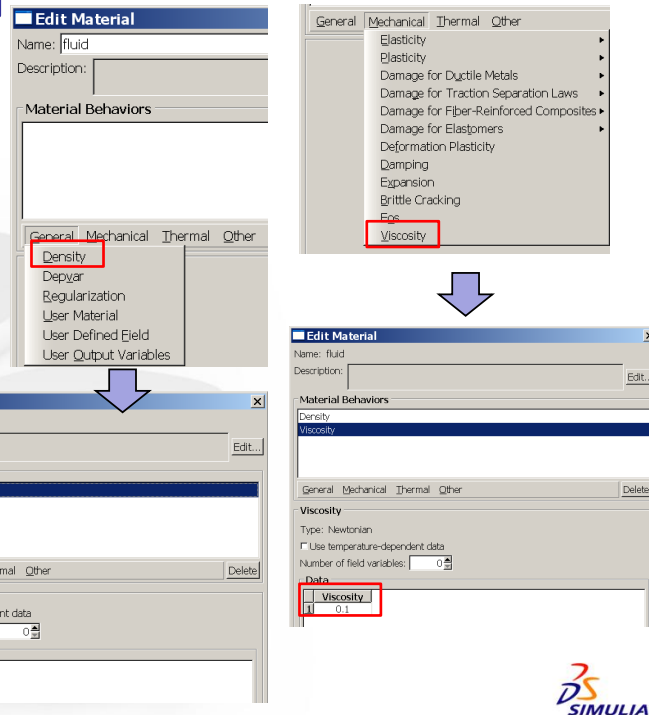 Edit Material
Name: fluid
Description:
Material Behaviors
General Mechanical Thermal Other
Density
Depvar
Regularization
User Material
User Defined Field
User Output Variables
General Mechanical Thermal Other
Elasticity
Plasticity
Damage for Ductile Metals
Damage for Traction Separation Laws
Damage for Fiber-Reinforced Composites
Damage for Elastomers
Deformation Plasticity
Damping
Expansion
Brittle Cracking
Eos
Viscosity
Edit...
mal Other Delete
nt data
0
Edit Material
Name: fluid
Description:
Edit..
Material Behaviors
Density
Viscosity
General Mechanical Thermal Other Delete
Viscosity
Type: Newtonian
Use temperature-dependent data
Number of field variables: 0
Data
Viscosity
1 0.1
SIMULIA